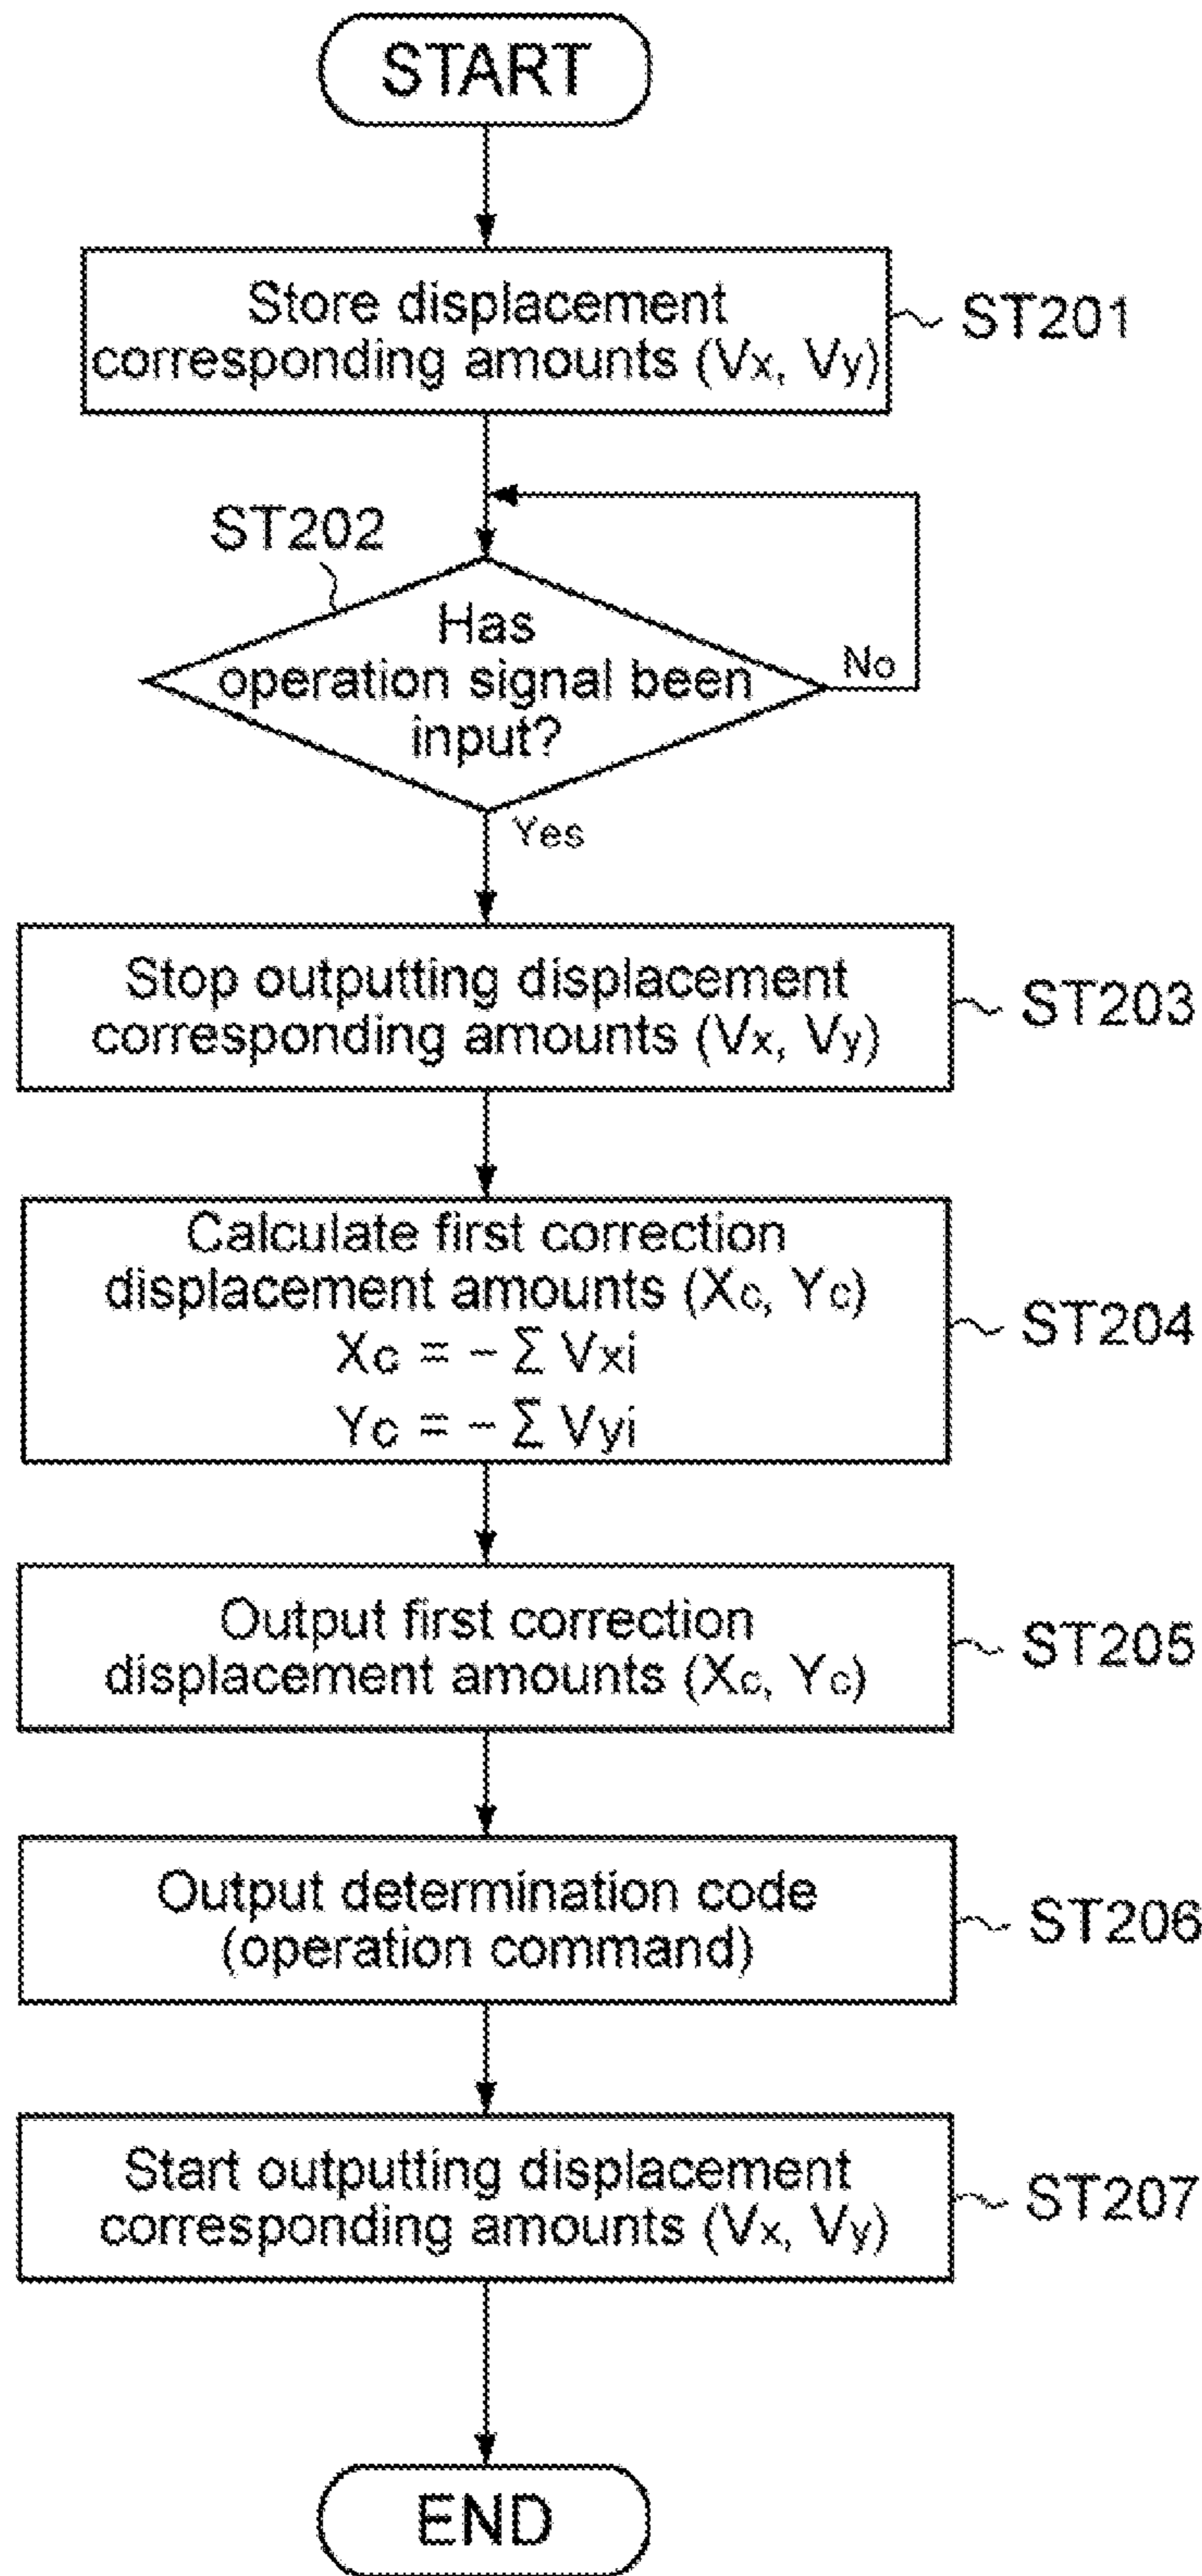 START
Store displacement
corresponding amounts (Vx, Vy)
ST201
ST202
Has
operation signal been
input?
No
Yes
Stop outputting displacement
corresponding amounts (Vx, Vy)
ST203
Calculate first correction
displacement amounts (Xc, Yc)
Xc = − Σ Vxi
Yc = − Σ Vyi
ST204
Output first correction
displacement amounts (Xc, Yc)
ST205
Output determination code
(operation command)
ST206
Start outputting displacement
corresponding amounts (Vx, Vy)
ST207
END